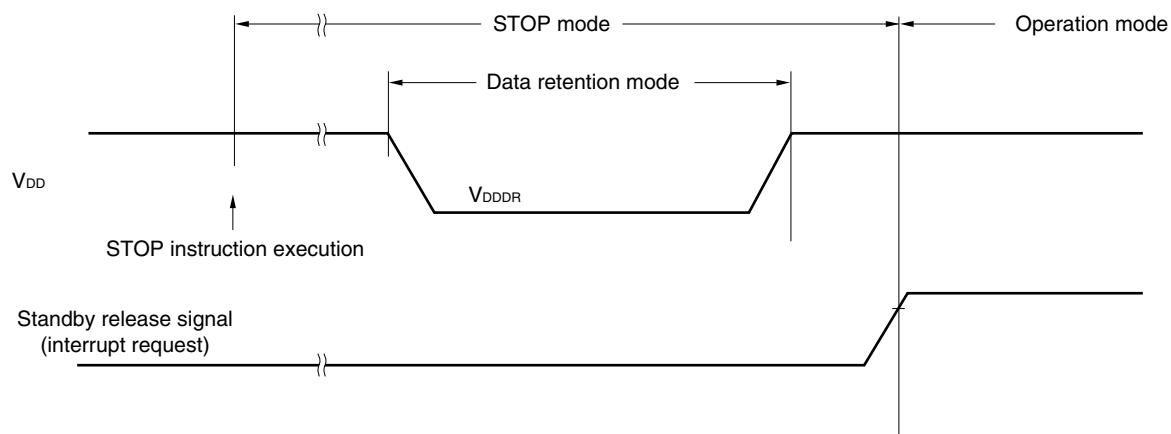 STOP mode
Operation mode
Data retention mode
VDD
VDDDR
STOP instruction execution
Standby release signal
(interrupt request)